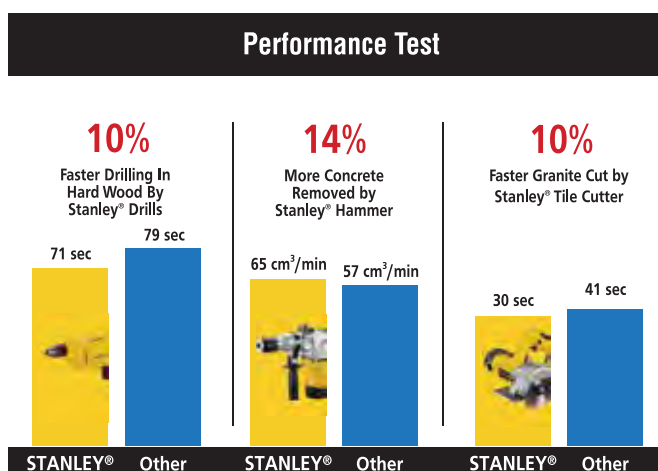 Performance Test
10%
Faster Drilling In
Hard Wood By
Stanley® Drills
71 sec
79 sec
STANLEY®
Other
14%
More Concrete
Removed by
Stanley® Hammer
65 cm³/min
57 cm³/min
STANLEY®
Other
10%
Faster Granite Cut by
Stanley® Tile Cutter
30 sec
41 sec
STANLEY®
Other